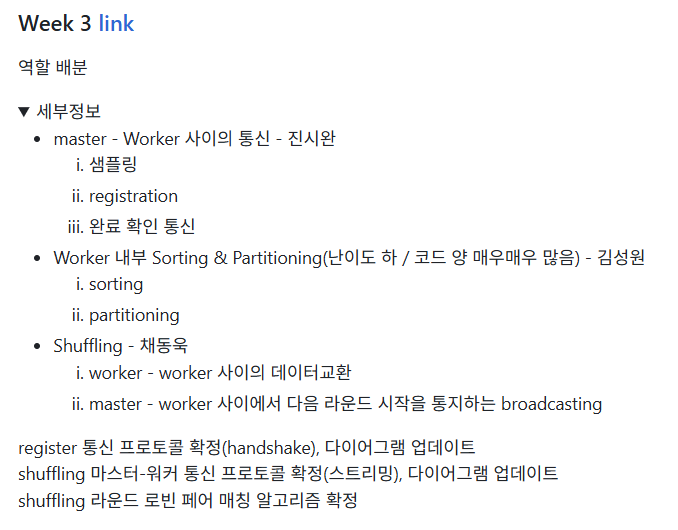 Week 3 link
역할 배분
▼ 세부정보
• master - Worker 사이의 통신 - 진시완
i. 샘플링
ii. registration
iii. 완료 확인 통신
• Worker 내부 Sorting & Partitioning(난이도 하 / 코드 양 매우매우 많음) - 김성원
i. sorting
ii. partitioning
• Shuffling - 채동욱
i. worker - worker 사이의 데이터교환
ii. master - worker 사이에서 다음 라운드 시작을 통지하는 broadcasting
register 통신 프로토콜 확정(handshake), 다이어그램 업데이트
shuffling 마스터-워커 통신 프로토콜 확정(스트리밍), 다이어그램 업데이트
shuffling 라운드 로빈 페어 매칭 알고리즘 확정